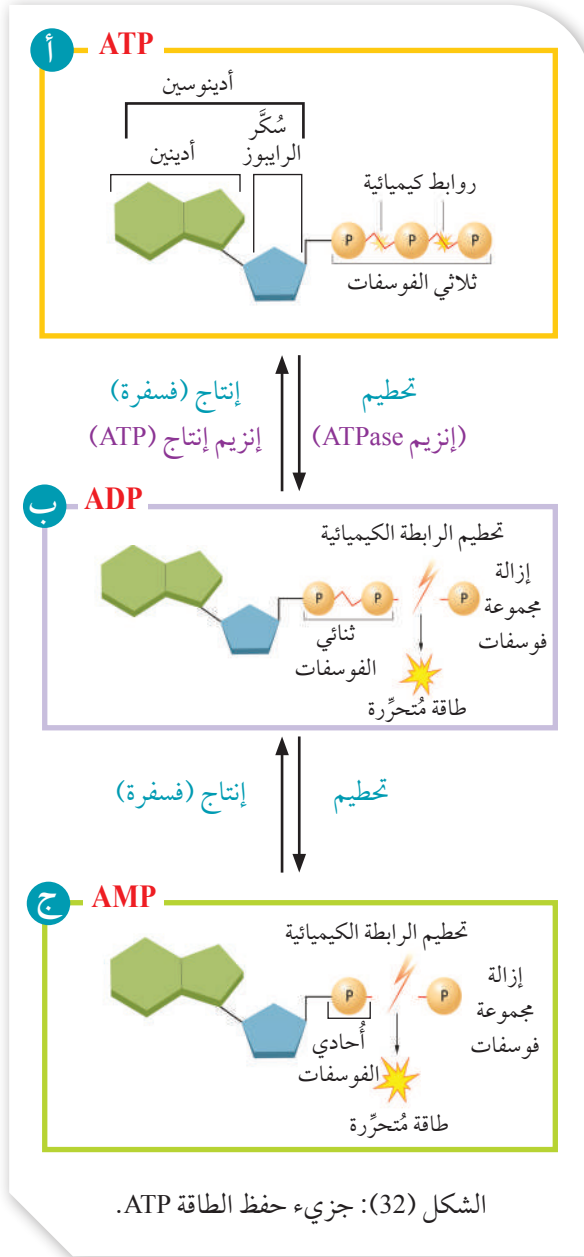 أ ATP
أدينوسين
سُكَّر
الرايبوز
أدينين
روابط كيميائية
P P P
ثلاثي الفوسفات
تحطيم
(إنزيم ATPase)
إنتاج (فسفرة)
إنزيم إنتاج (ATP)
ب ADP
تحطيم الرابطة الكيميائية
إزالة
مجموعة
فوسفات
P P P
ثنائي
الفوسفات
طاقة مُتحرِّرة
تحطيم
إنتاج (فسفرة)
ج AMP
تحطيم الرابطة الكيميائية
إزالة
مجموعة
فوسفات
P P
أُحادي
الفوسفات
طاقة مُتحرِّرة
الشكل (32): جزيء حفظ الطاقة ATP.